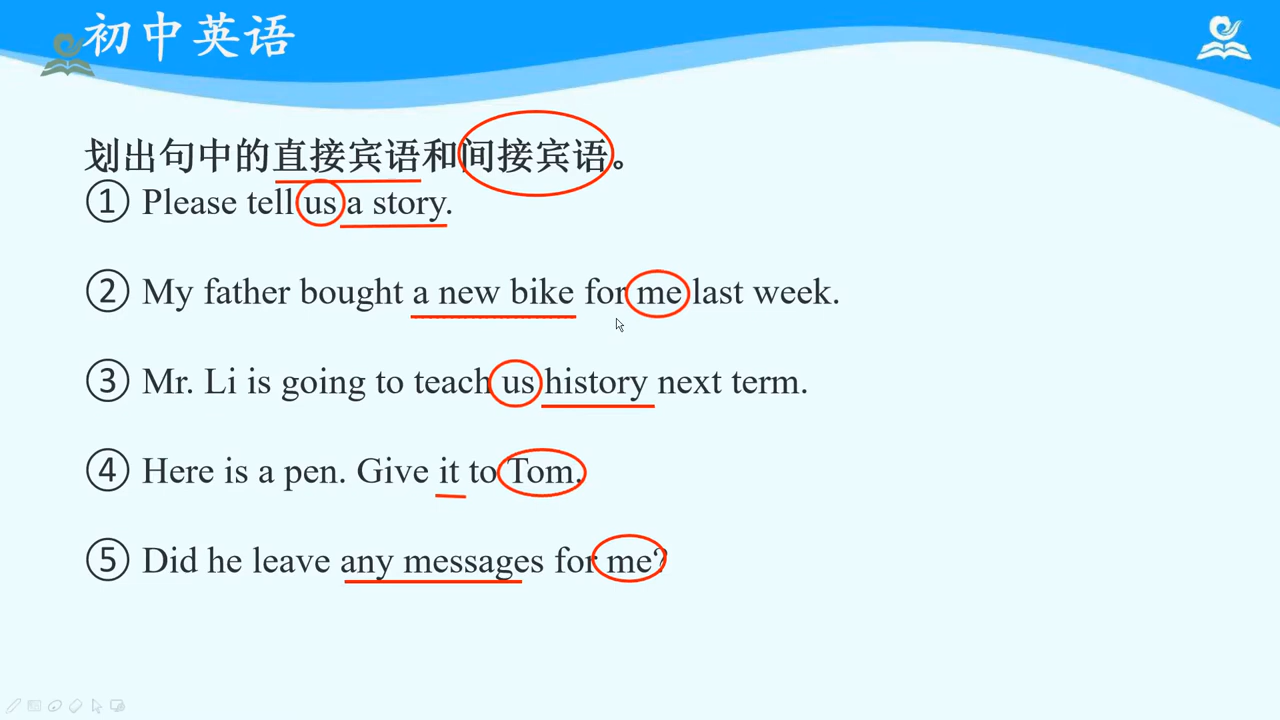 初中英语
划出句中的直接宾语和间接宾语。
① Please tell us a story.
② My father bought a new bike for me last week.
③ Mr. Li is going to teach us history next term.
④ Here is a pen. Give it to Tom.
⑤ Did he leave any messages for me?